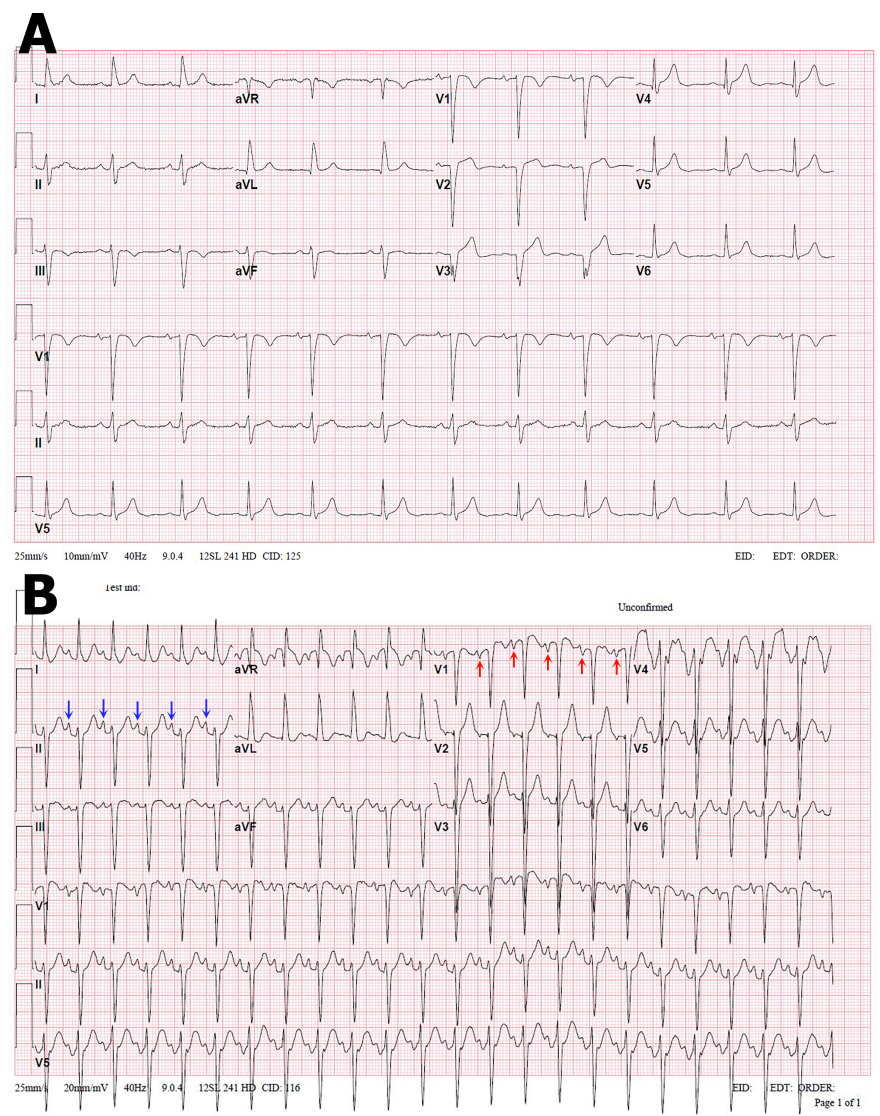 A
I aVR V1 V4
II aVL V2 V5
III aVF V3 V6
V1
II
V5
25mm/s 10mm/mV 40Hz 9.0.4 12SL 241 HD CID: 125 EID: EDT: ORDER:
B
Test ind:
Unconfirmed
I aVR V1 V4
II aVL V2 V5
III aVF V3 V6
V1
II
V5
25mm/s 20mm/mV 40Hz 9.0.4 12SL 241 HD CID: 116 EID: EDT: ORDER:
Page 1 of 1